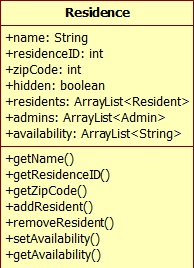 Residence
+name: String
+residenceID: int
+zipCode: int
+hidden: boolean
+residents: ArrayList<Resident>
+admins: ArrayList<Admin>
+availability: ArrayList<String>
+getName()
+getResidenceID()
+getZipCode()
+addResident()
+removeResident()
+setAvailability()
+getAvailability()